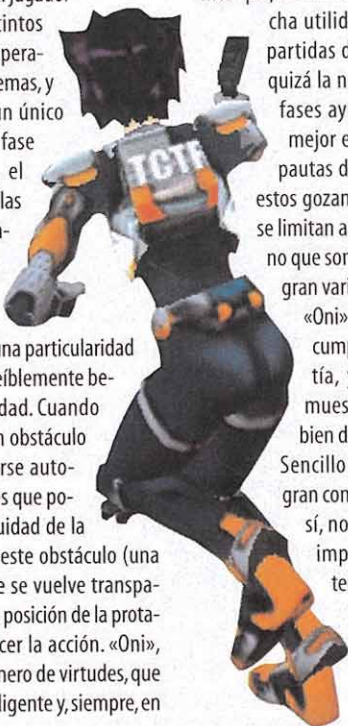 tintos
pera-
emas, y
un único
fase
el
las
una particularidad
eíblemente be-
dad. Cuando
n obstáculo
rse auto-
es que po-
uidad de la
este obstáculo (una
e se vuelve transpa-
posición de la prota-
cer la acción. «Oni»,
nero de virtudes, que
ligente y, siempre, en
TCTF
cha utilid
partidas d
quizá la n
fases ay
mejor e
pautas d
estos gozan
se limitan a
no que son
gran vari
«Oni»
cump
tía, y
mues
bien d
Sencillo
gran con
sí, no
imp
te